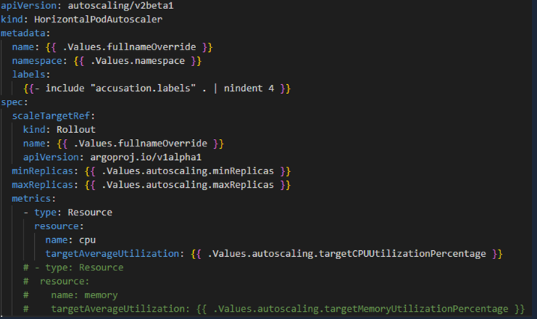 apiVersion: autoscaling/v2beta1
kind: HorizontalPodAutoscaler
metadata:
  name: {{ .Values.fullnameOverride }}
  namespace: {{ .Values.namespace }}
  labels:
    {{- include "accusation.labels" . | nindent 4 }}
spec:
  scaleTargetRef:
    kind: Rollout
    name: {{ .Values.fullnameOverride }}
    apiVersion: argoproj.io/v1alpha1
  minReplicas: {{ .Values.autoscaling.minReplicas }}
  maxReplicas: {{ .Values.autoscaling.maxReplicas }}
  metrics:
    - type: Resource
      resource:
        name: cpu
        targetAverageUtilization: {{ .Values.autoscaling.targetCPUUtilizationPercentage }}
    # - type: Resource
    #  resource:
    #    name: memory
    #    targetAverageUtilization: {{ .Values.autoscaling.targetMemoryUtilizationPercentage }}